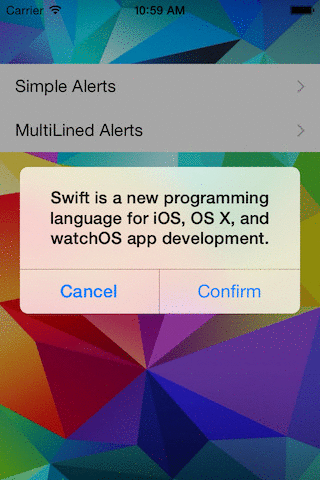 Carrier 10:59 AM
Simple Alerts
MultiLined Alerts
Swift is a new programming
language for iOS, OS X, and
watchOS app development.
Cancel Confirm